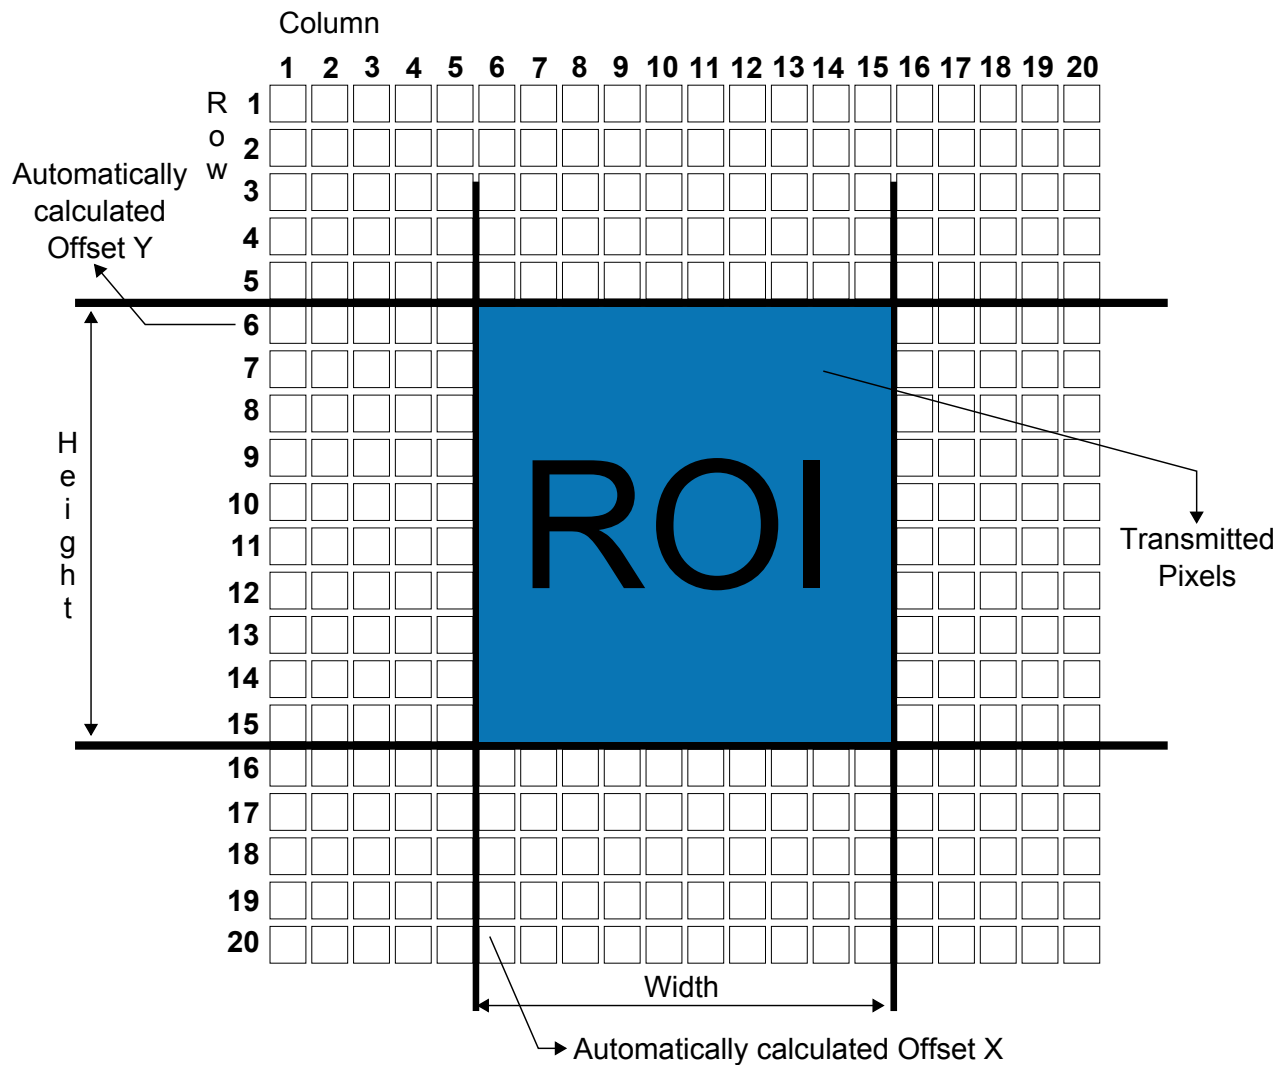 Column
1 2 3 4 5 6 7 8 9 10 11 12 13 14 15 16 17 18 19 20
Row
1
2
3
4
5
6
7
8
9
10
11
12
13
14
15
16
17
18
19
20
Automatically
calculated
Offset Y
Height
ROI
Transmitted
Pixels
Width
Automatically calculated Offset X